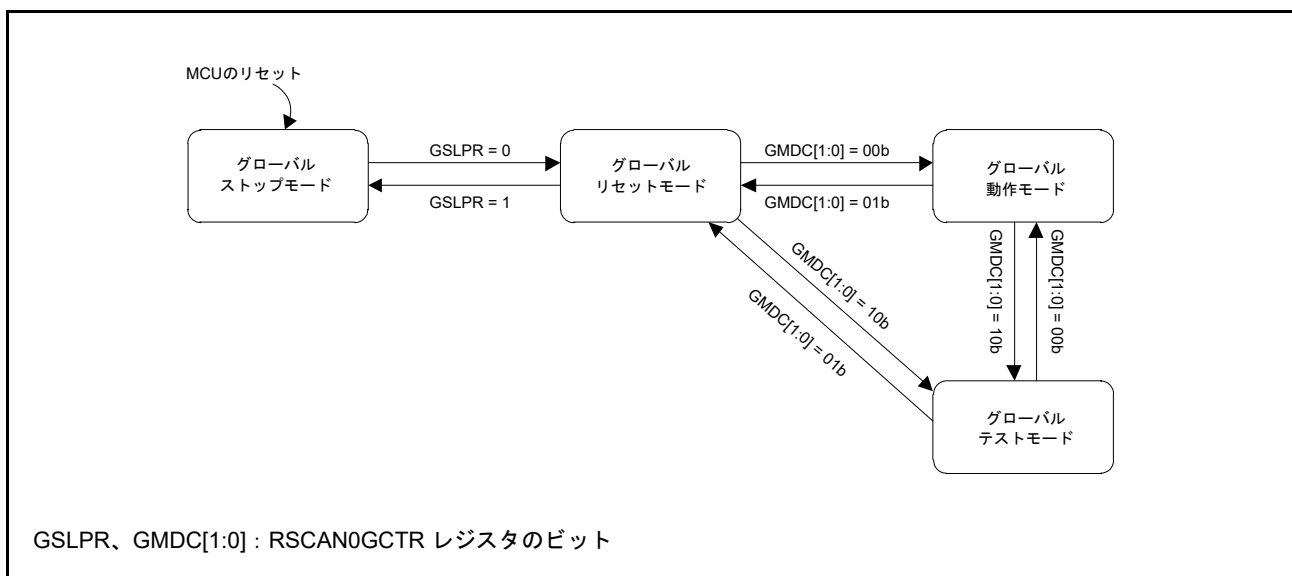 MCUのリセット
グローバル
ストップモード
GSLPR = 0
GSLPR = 1
グローバル
リセットモード
GMDC[1:0] = 00b
GMDC[1:0] = 01b
グローバル
動作モード
GMDC[1:0] = 10b
GMDC[1:0] = 01b
GMDC[1:0] = 10b
GMDC[1:0] = 00b
グローバル
テストモード
GSLPR、GMDC[1:0]：RSCAN0GCTR レジスタのビット